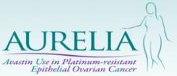 AURELIA
Avastin Use in Platinum-resistant
Epithelial Ovarian Cancer